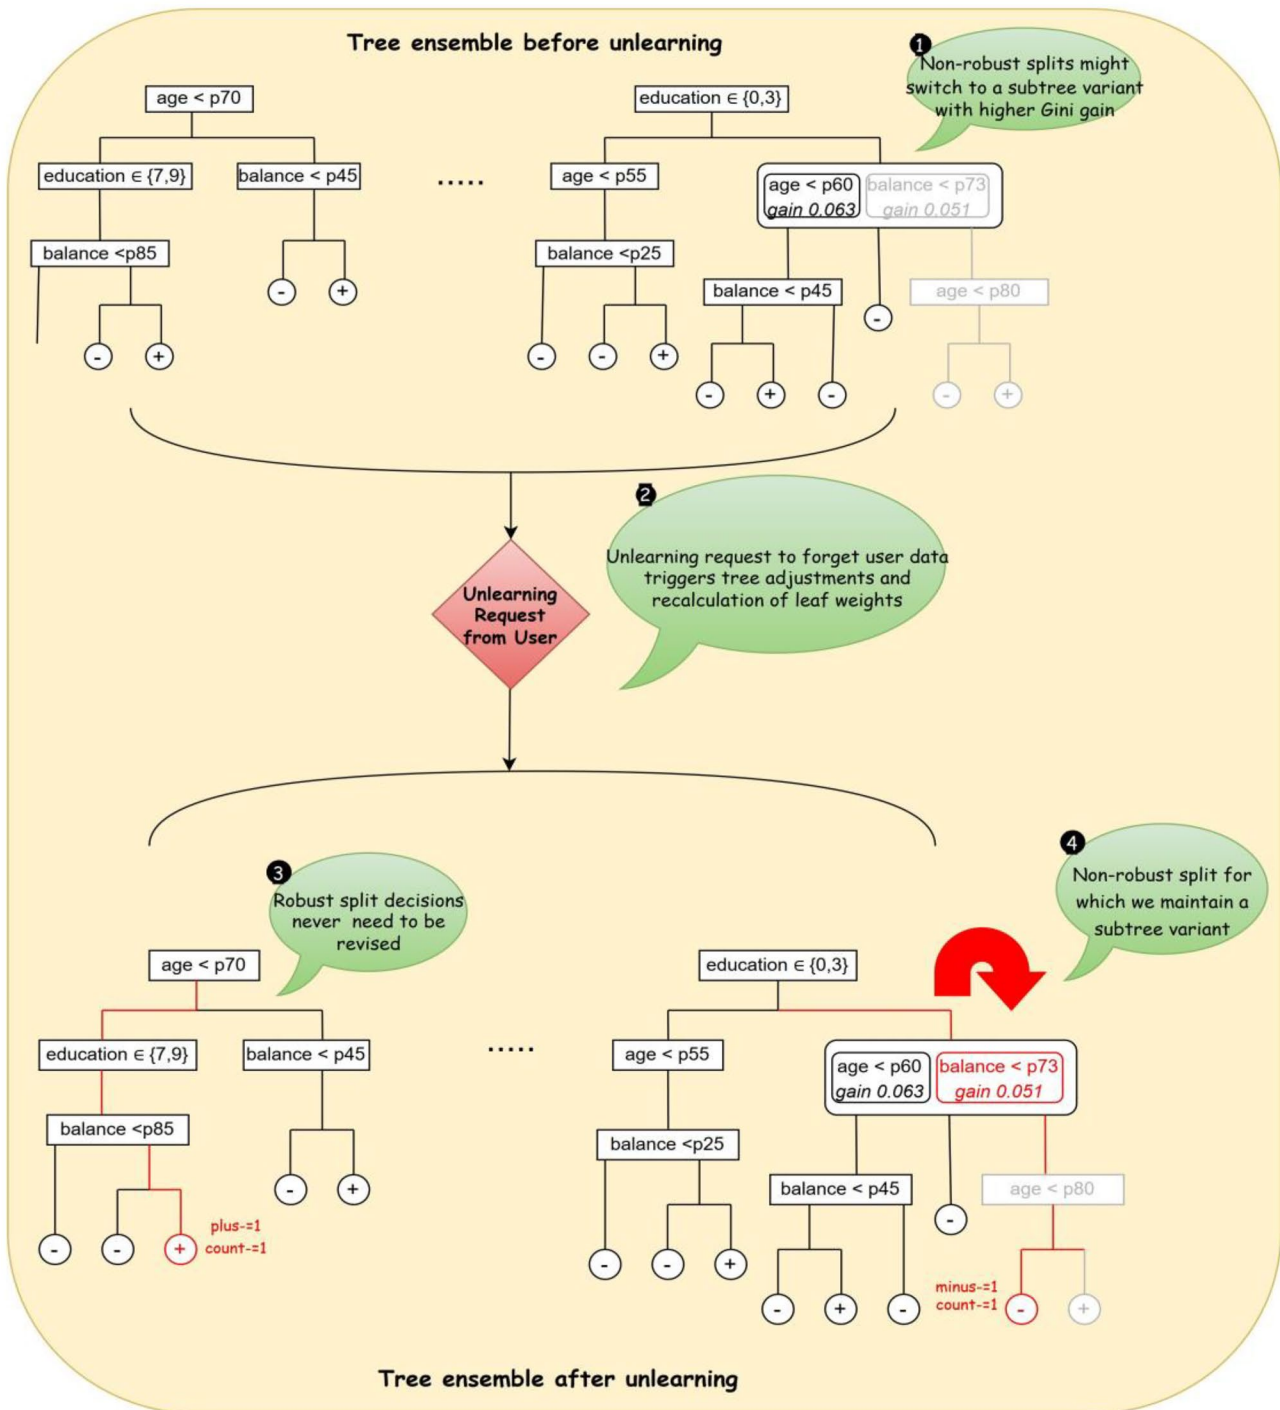 Tree ensemble before unlearning
1
Non-robust splits might
switch to a subtree variant
with higher Gini gain
age < p70
education ∈ {0,3}
education ∈ {7,9}
balance < p45
.....
age < p55
age < p60
gain 0.063
balance < p73
gain 0.051
balance <p85
balance <p25
-
+
balance < p45
age < p80
-
-
+
-
-
+
-
+
-
-
+
2
Unlearning request to forget user data
triggers tree adjustments and
recalculation of leaf weights
Unlearning
Request
from User
3
Robust split decisions
never need to be
revised
4
Non-robust split for
which we maintain a
subtree variant
age < p70
education ∈ {0,3}
education ∈ {7,9}
balance < p45
.....
age < p55
age < p60
gain 0.063
balance < p73
gain 0.051
balance <p85
balance <p25
-
+
balance < p45
age < p80
-
-
-
+
plus-=1
count-=1
-
-
+
-
+
-
minus-=1
count-=1
-
+
Tree ensemble after unlearning